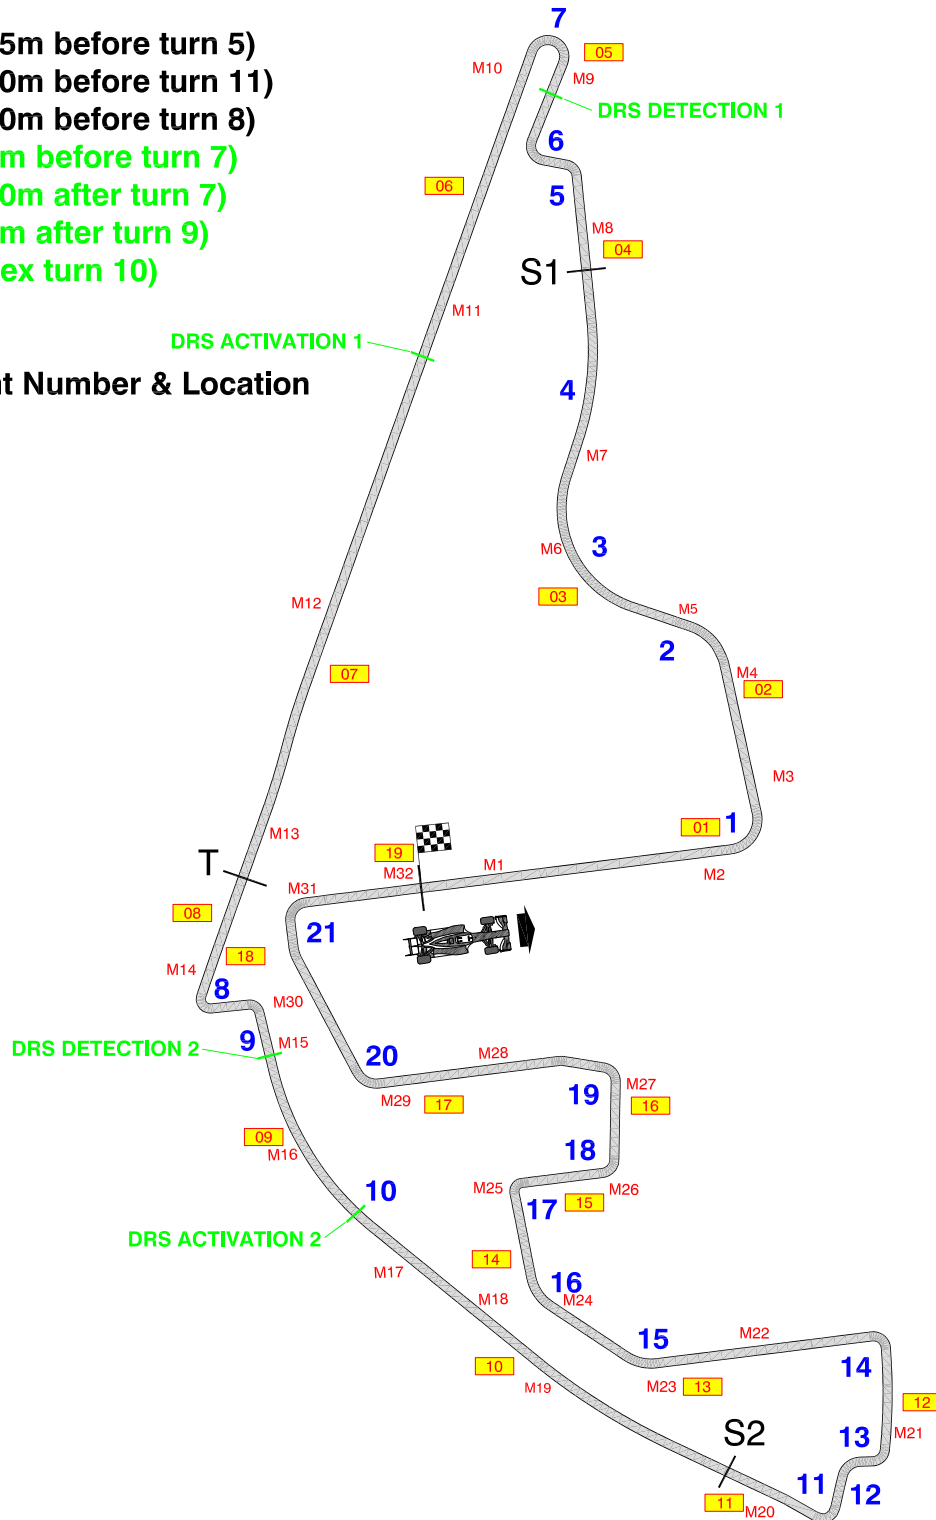 5m before turn 5)
0m before turn 11)
0m before turn 8)
m before turn 7)
0m after turn 7)
m after turn 9)
ex turn 10)
t Number & Location
7
05
M10
M9
DRS DETECTION 1
6
06
5
M8
04
S1
M11
DRS ACTIVATION 1
4
M7
3
M6
03
M12
M5
2
M4
02
07
M3
1
01
M13
19
M1
M2
T
M32
M31
08
21
18
M14
8
M30
9
M15
DRS DETECTION 2
20
M28
19
M27
M29
17
16
09
M16
18
10
M25
M26
17
15
DRS ACTIVATION 2
14
M17
16
M18
M24
15
M22
10
14
M19
M23
13
12
S2
13
M21
11
12
11
M20